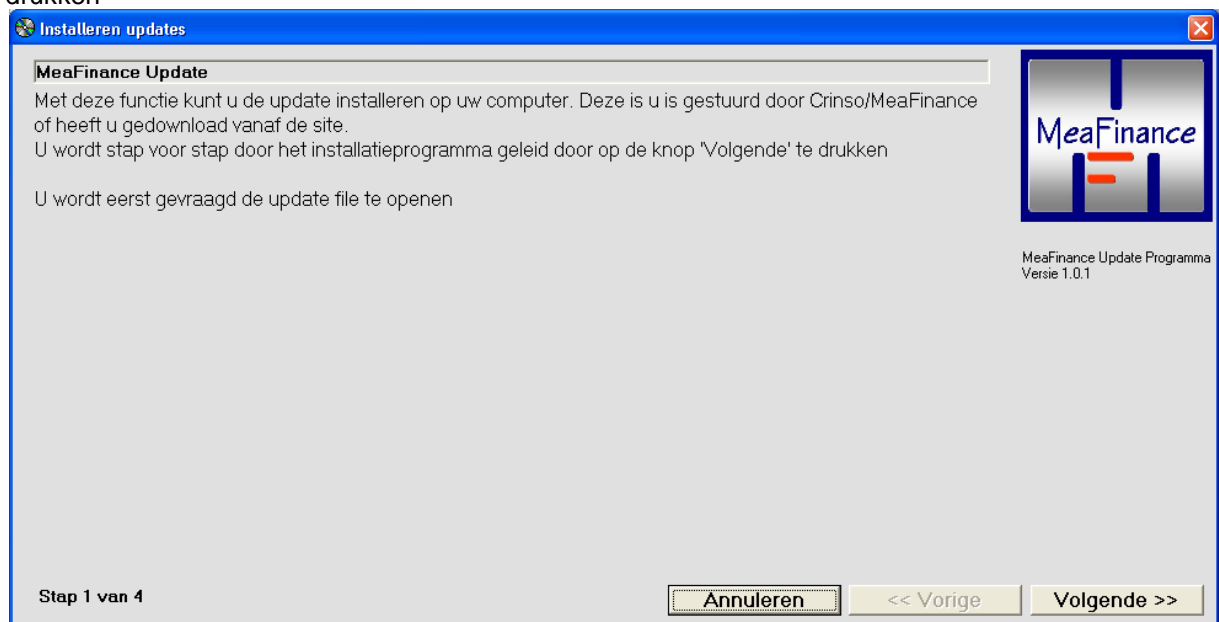 drukken
Installeren updates
MeaFinance Update
Met deze functie kunt u de update installeren op uw computer. Deze is u is gestuurd door Crinso/MeaFinance
of heeft u gedownload vanaf de site.
U wordt stap voor stap door het installatieprogramma geleid door op de knop 'Volgende' te drukken
U wordt eerst gevraagd de update file te openen
MeaFinance
MeaFinance Update Programma
Versie 1.0.1
Stap 1 van 4
Annuleren
<< Vorige
Volgende >>